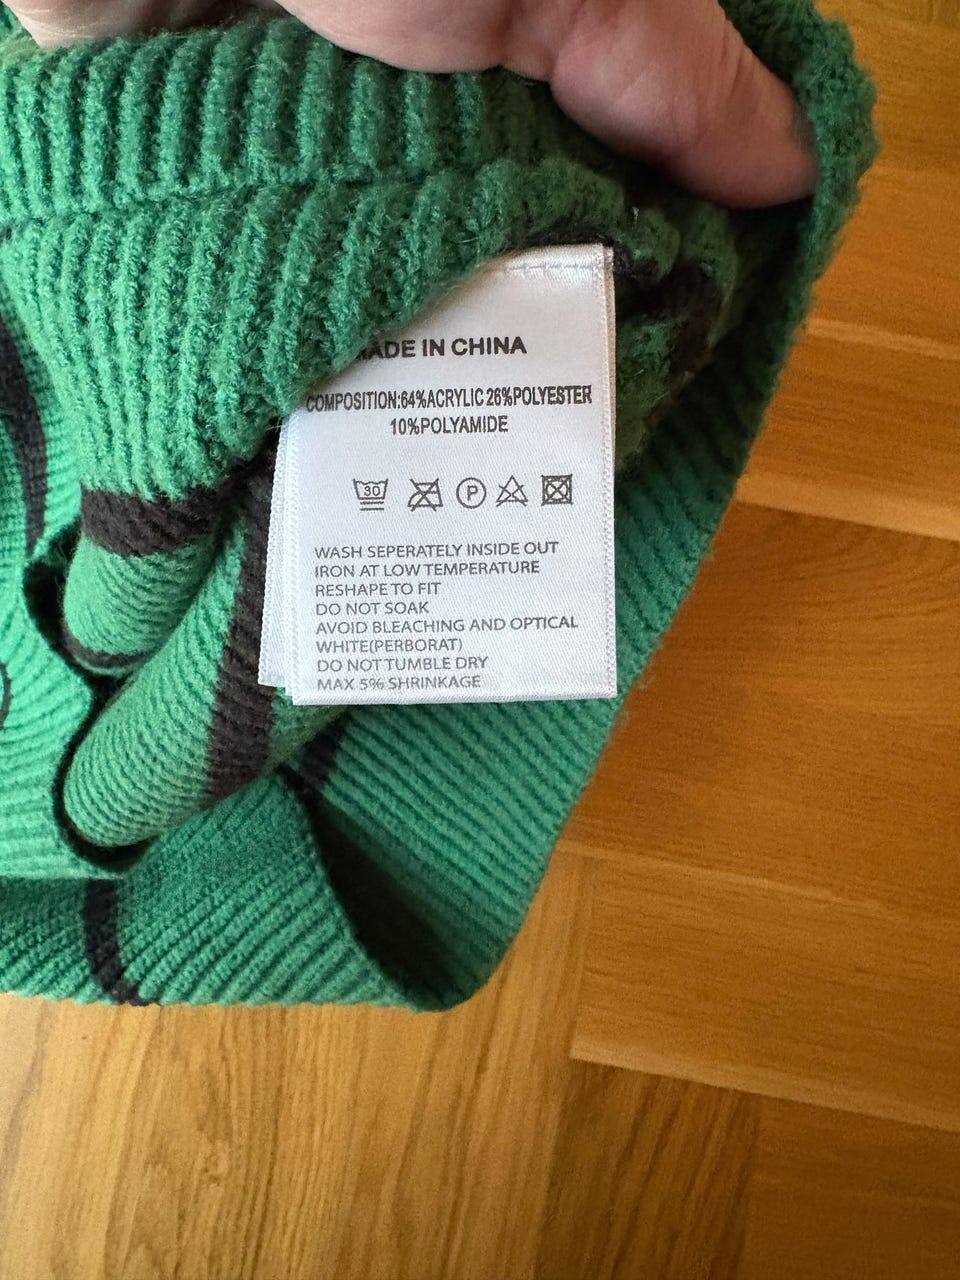 MADE IN CHINA
COMPOSITION:64%ACRYLIC 26%POLYESTER
10%POLYAMIDE
30 P
WASH SEPERATELY INSIDE OUT
IRON AT LOW TEMPERATURE
RESHAPE TO FIT
DO NOT SOAK
AVOID BLEACHING AND OPTICAL
WHITE(PERBORAT)
DO NOT TUMBLE DRY
MAX 5% SHRINKAGE